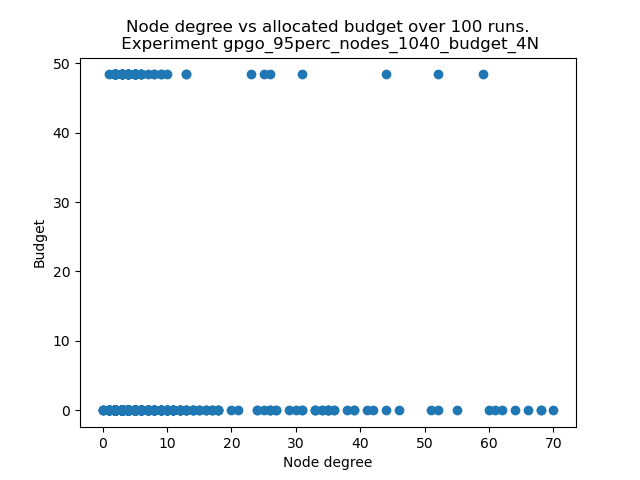 Node degree vs allocated budget over 100 runs.
Experiment gpgo_95perc_nodes_1040_budget_4N
50
40
30
20
10
0
Budget
0 10 20 30 40 50 60 70
Node degree